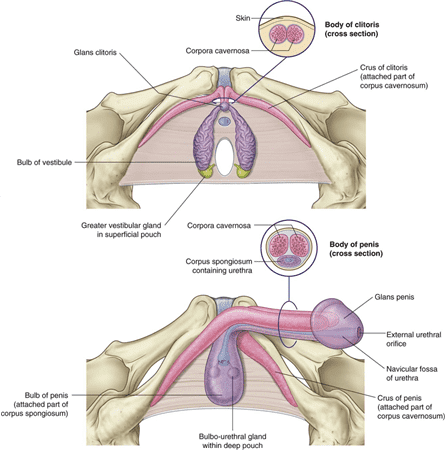 Skin
Body of clitoris
(cross section)
Corpora cavernosa
Glans clitoris
Crus of clitoris
(attached part of
corpus cavernosum)
Bulb of vestibule
Greater vestibular gland
in superficial pouch
Corpora cavernosa
Body of penis
(cross section)
Corpus spongiosum
containing urethra
Glans penis
External urethral
orifice
Navicular fossa
of urethra
Bulb of penis
(attached part of
corpus spongiosum)
Crus of penis
(attached part of
corpus cavernosum)
Bulbo-urethral gland
within deep pouch